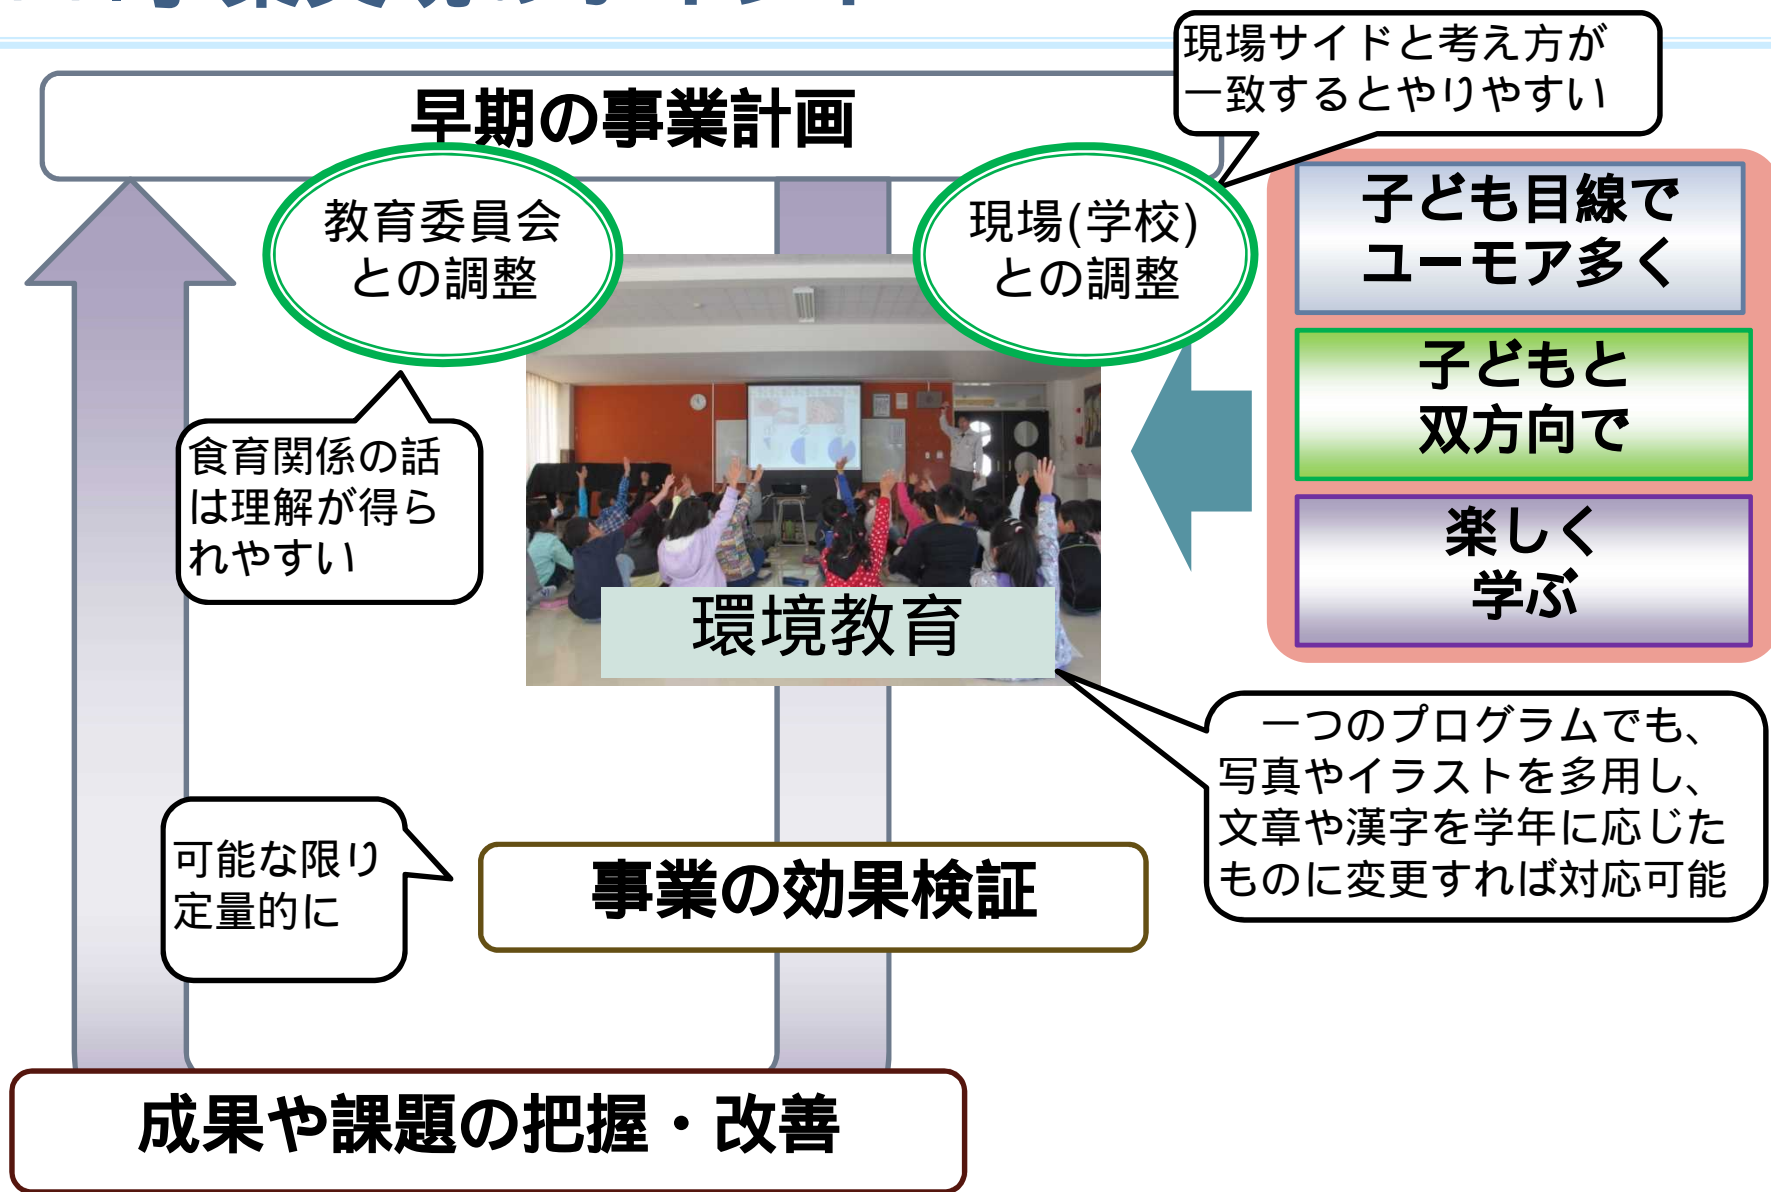 現場サイドと考え方が
一致するとやりやすい
早期の事業計画
教育委員会
との調整
現場(学校)
との調整
子ども目線で
ユーモア多く
子どもと
双方向で
楽しく
学ぶ
食育関係の話
は理解が得ら
れやすい
環境教育
一つのプログラムでも、
写真やイラストを多用し、
文章や漢字を学年に応じた
ものに変更すれば対応可能
可能な限り
定量的に
事業の効果検証
成果や課題の把握・改善